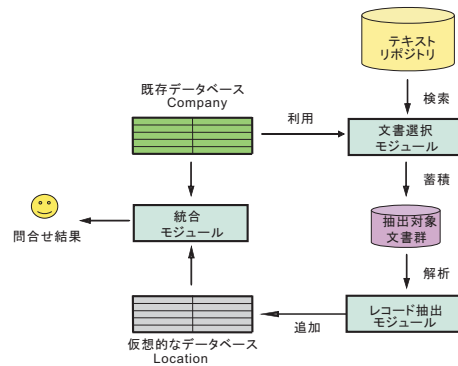 テキスト
リポジトリ
既存データベース
Company
検索
利用
文書選択
モジュール
蓄積
統合
モジュール
抽出対象
文書群
問合せ結果
解析
レコード抽出
モジュール
追加
仮想的なデータベース
Location